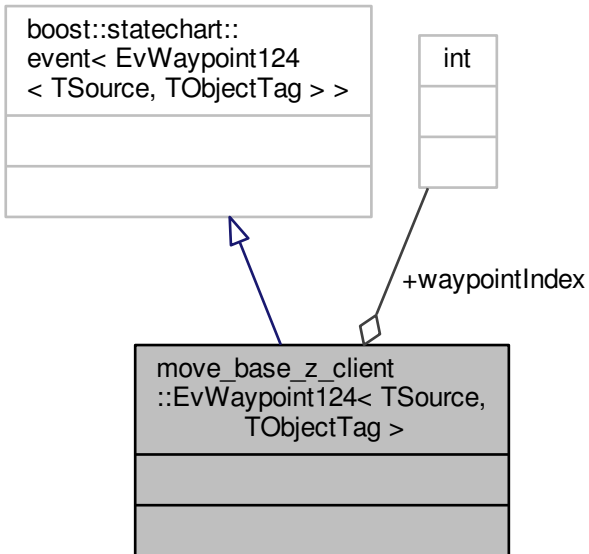 boost::statechart::
event< EvWaypoint124
< TSource, TObjectTag > >
int
+waypointIndex
move_base_z_client
::EvWaypoint124< TSource,
TObjectTag >